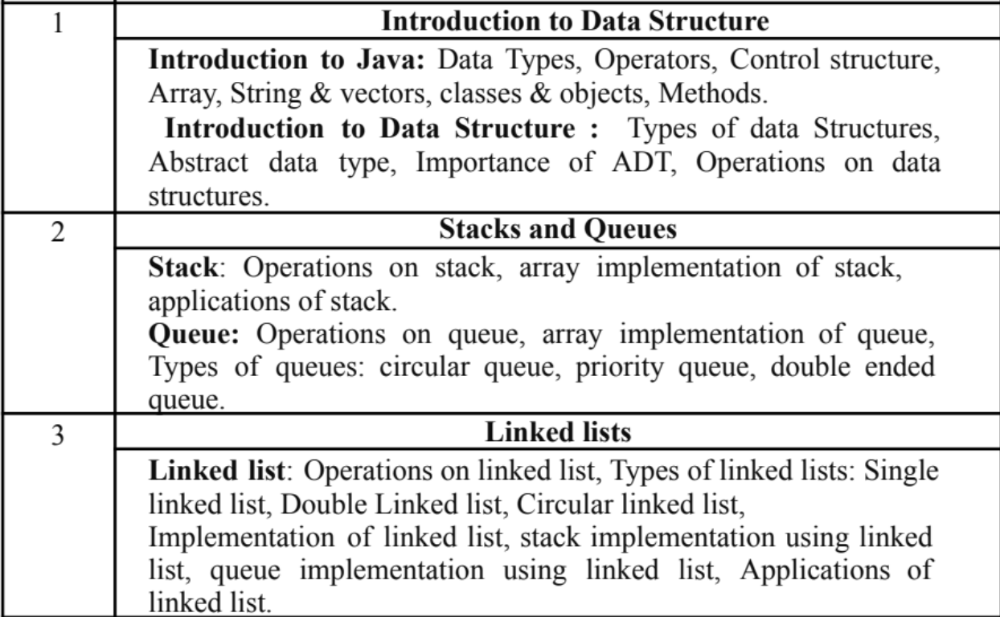 1
Introduction to Data Structure
Introduction to Java: Data Types, Operators, Control structure,
Array, String & vectors, classes & objects, Methods.
Introduction to Data Structure : Types of data Structures,
Abstract data type, Importance of ADT, Operations on data
structures.
2
Stacks and Queues
Stack: Operations on stack, array implementation of stack,
applications of stack.
Queue: Operations on queue, array implementation of queue,
Types of queues: circular queue, priority queue, double ended
queue.
3
Linked lists
Linked list: Operations on linked list, Types of linked lists: Single
linked list, Double Linked list, Circular linked list,
Implementation of linked list, stack implementation using linked
list, queue implementation using linked list, Applications of
linked list.